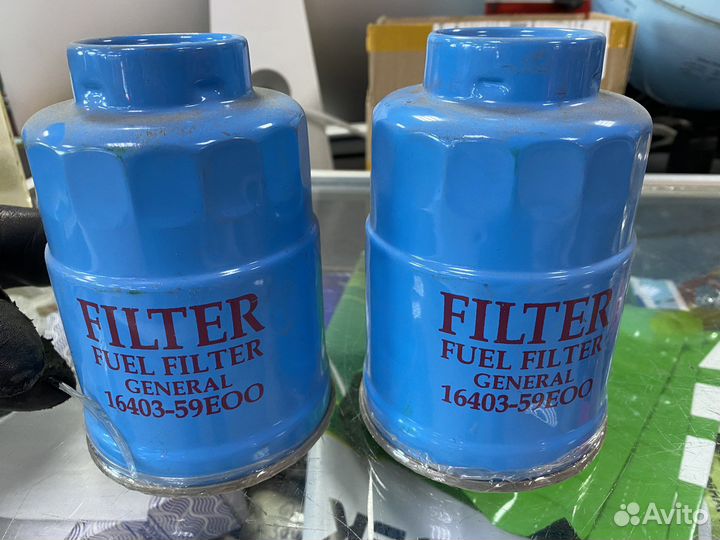 FILTER
FUEL FILTER
GENERAL
16403-59EOO
FILTER
FUEL FILTER
GENERAL
16403-59EOO
Avito